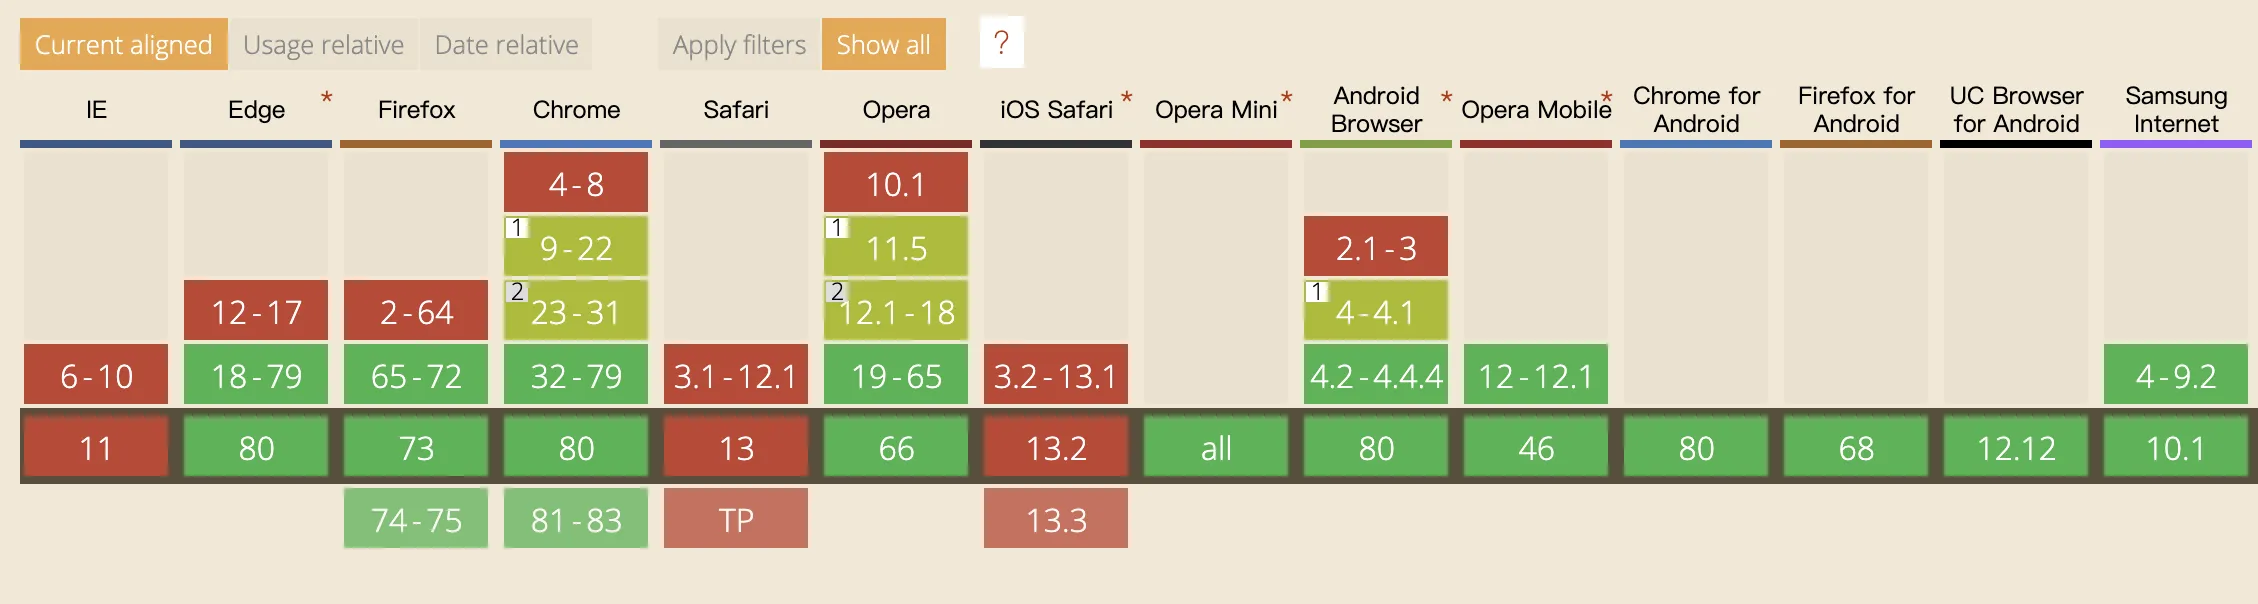 Current aligned Usage relative Date relative Apply filters Show all ?
IE Edge * Firefox Chrome Safari Opera iOS Safari * Opera Mini * Android Browser * Opera Mobile * Chrome for Android Firefox for Android UC Browser for Android Samsung Internet
4-8 10.1
1 9-22 1 11.5 2.1-3
12-17 2-64 2 23-31 2 12.1-18 1 4-4.1
6-10 18-79 65-72 32-79 3.1-12.1 19-65 3.2-13.1 4.2-4.4.4 12-12.1 4-9.2
11 80 73 80 13 66 13.2 all 80 46 80 68 12.12 10.1
74-75 81-83 TP 13.3